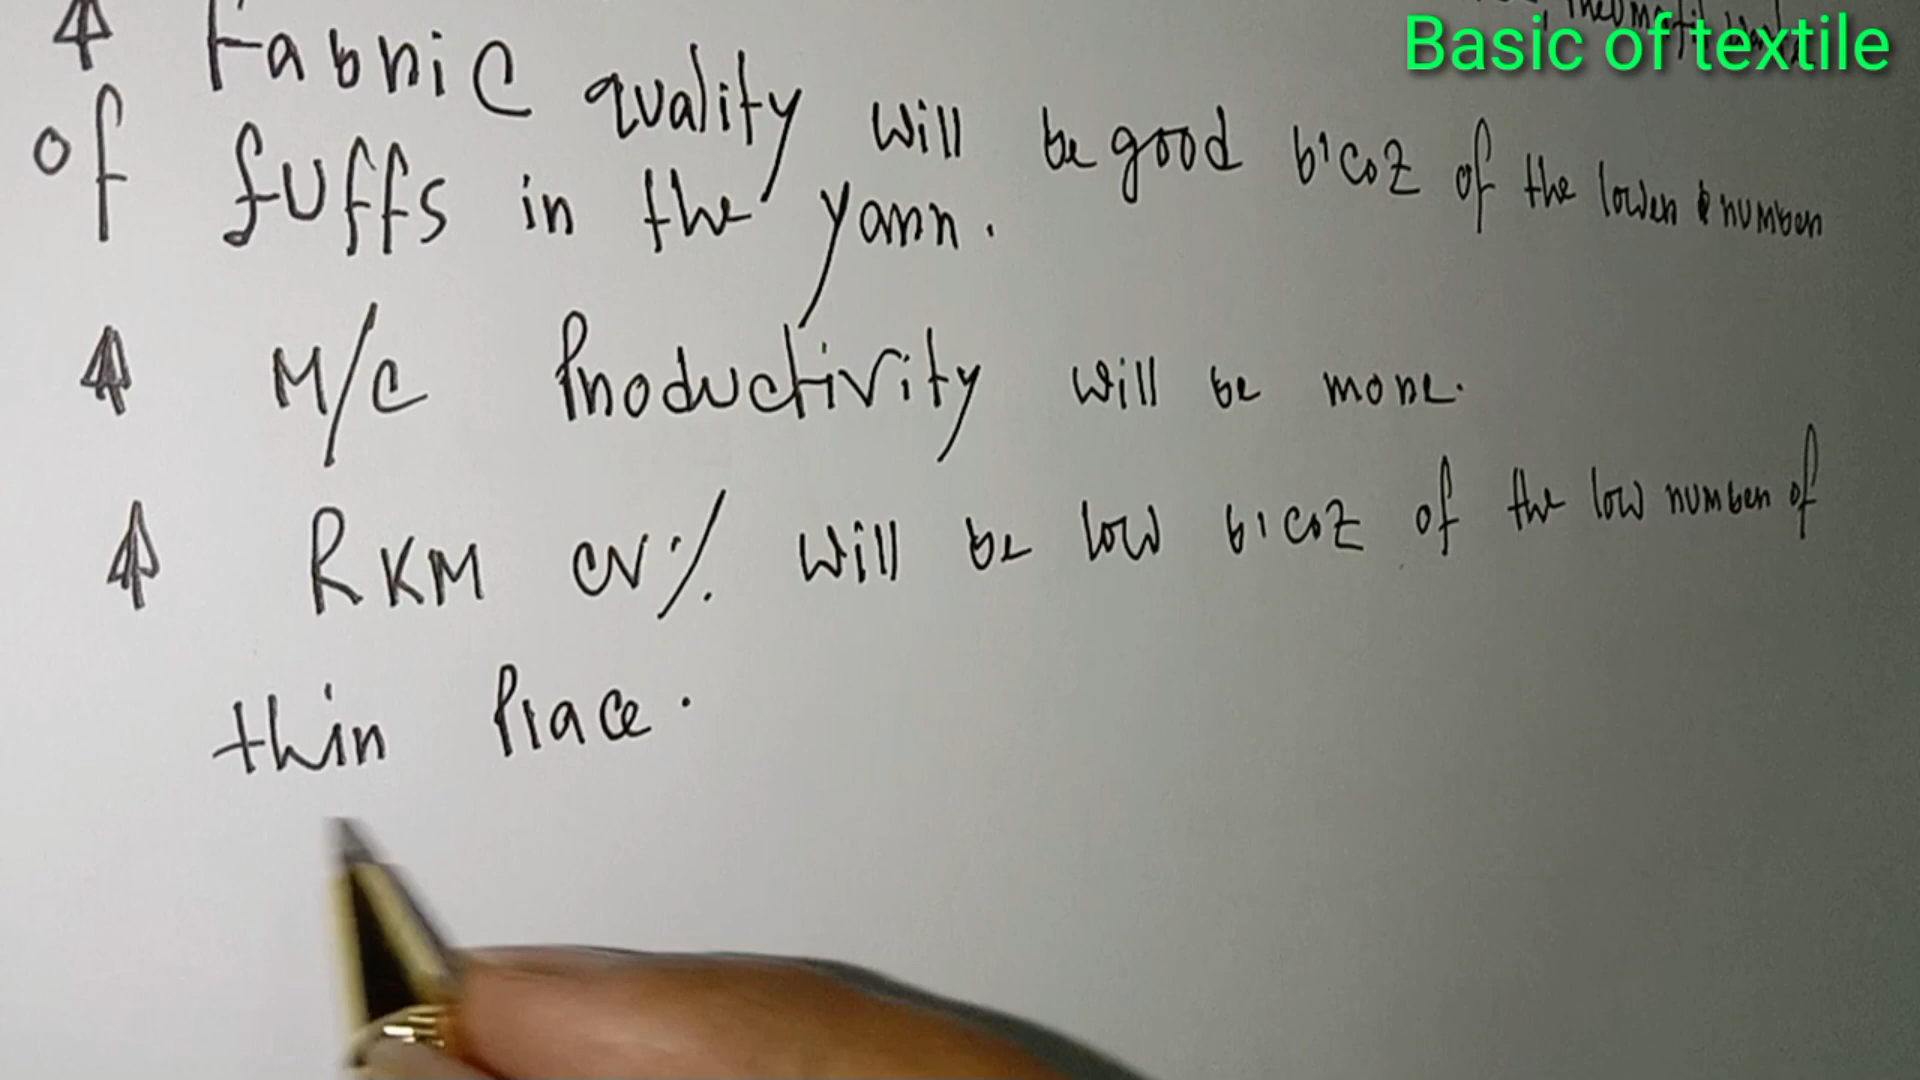 Basic of textile
Fabric quality will be good b'coz of the lower number
of fuffs in the yarn.
M/C Productivity will be more.
RKM CV% will be low b'coz of the low number of
thin Place.